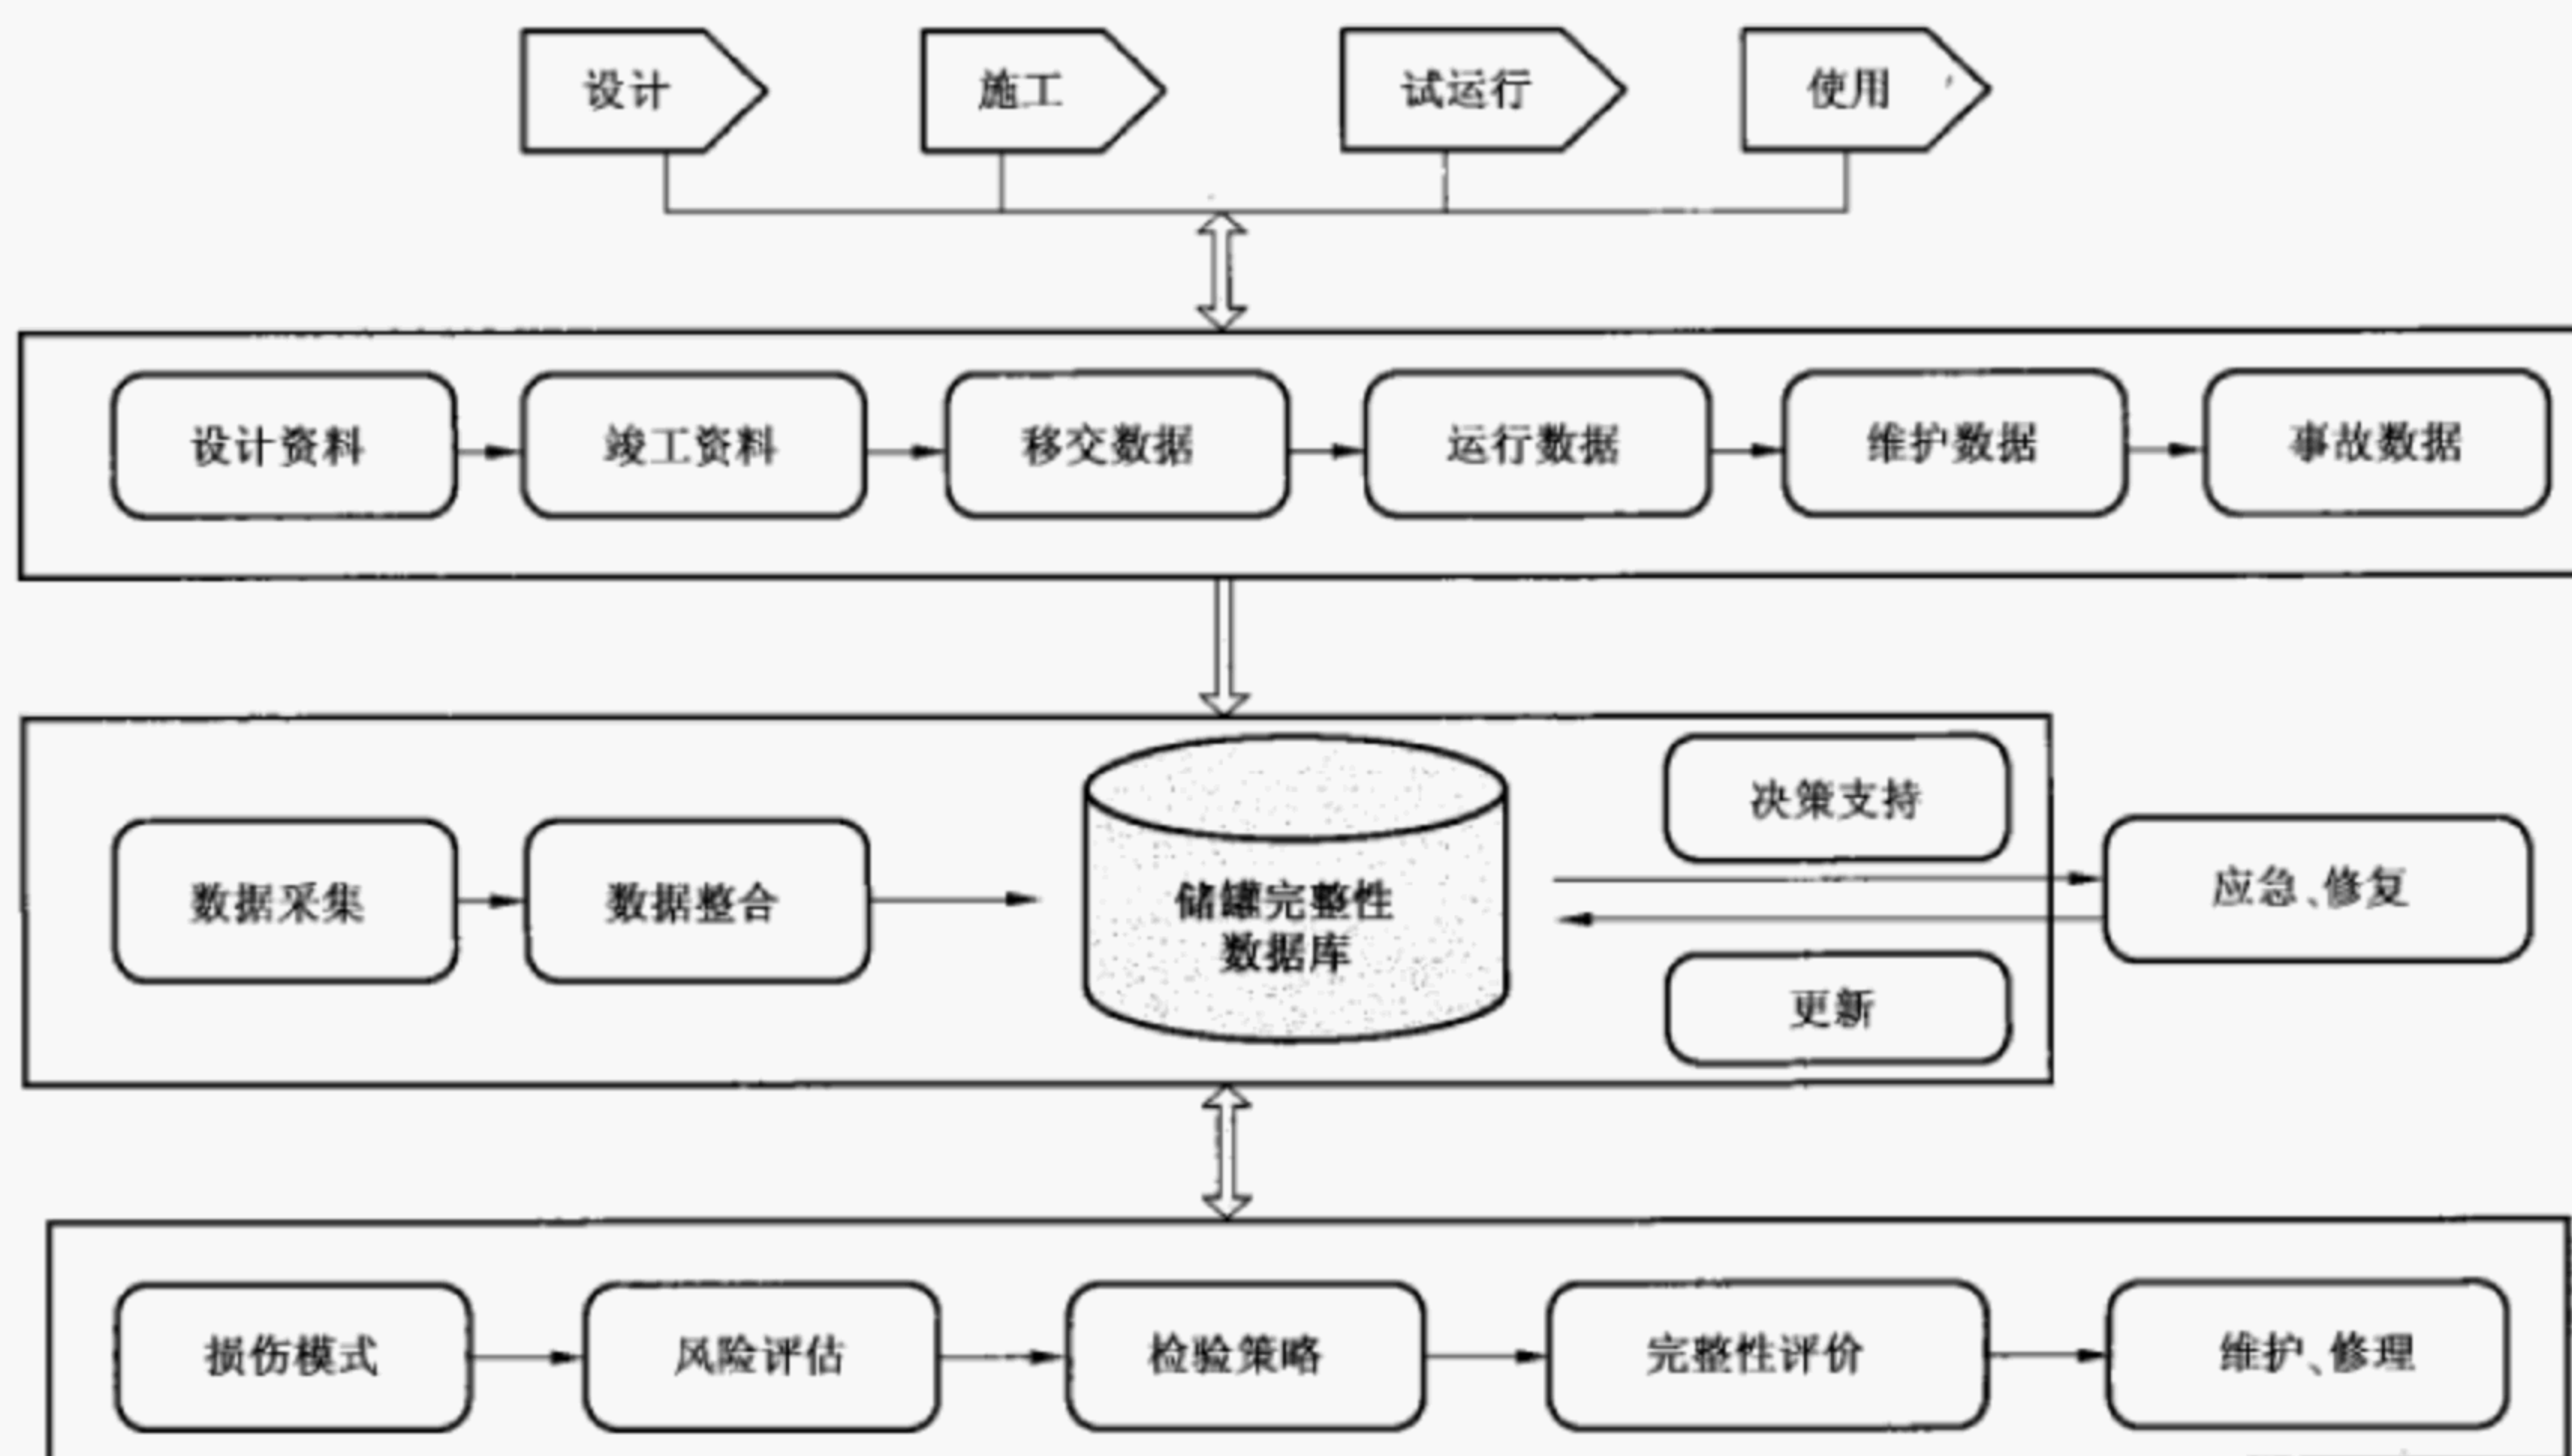 设计
施工
试运行
使用
设计资料
竣工资料
移交数据
运行数据
维护数据
事故数据
数据采集
数据整合
储罐完整性
数据库
决策支持
更新
应急、修复
损伤模式
风险评估
检验策略
完整性评价
维护、修理